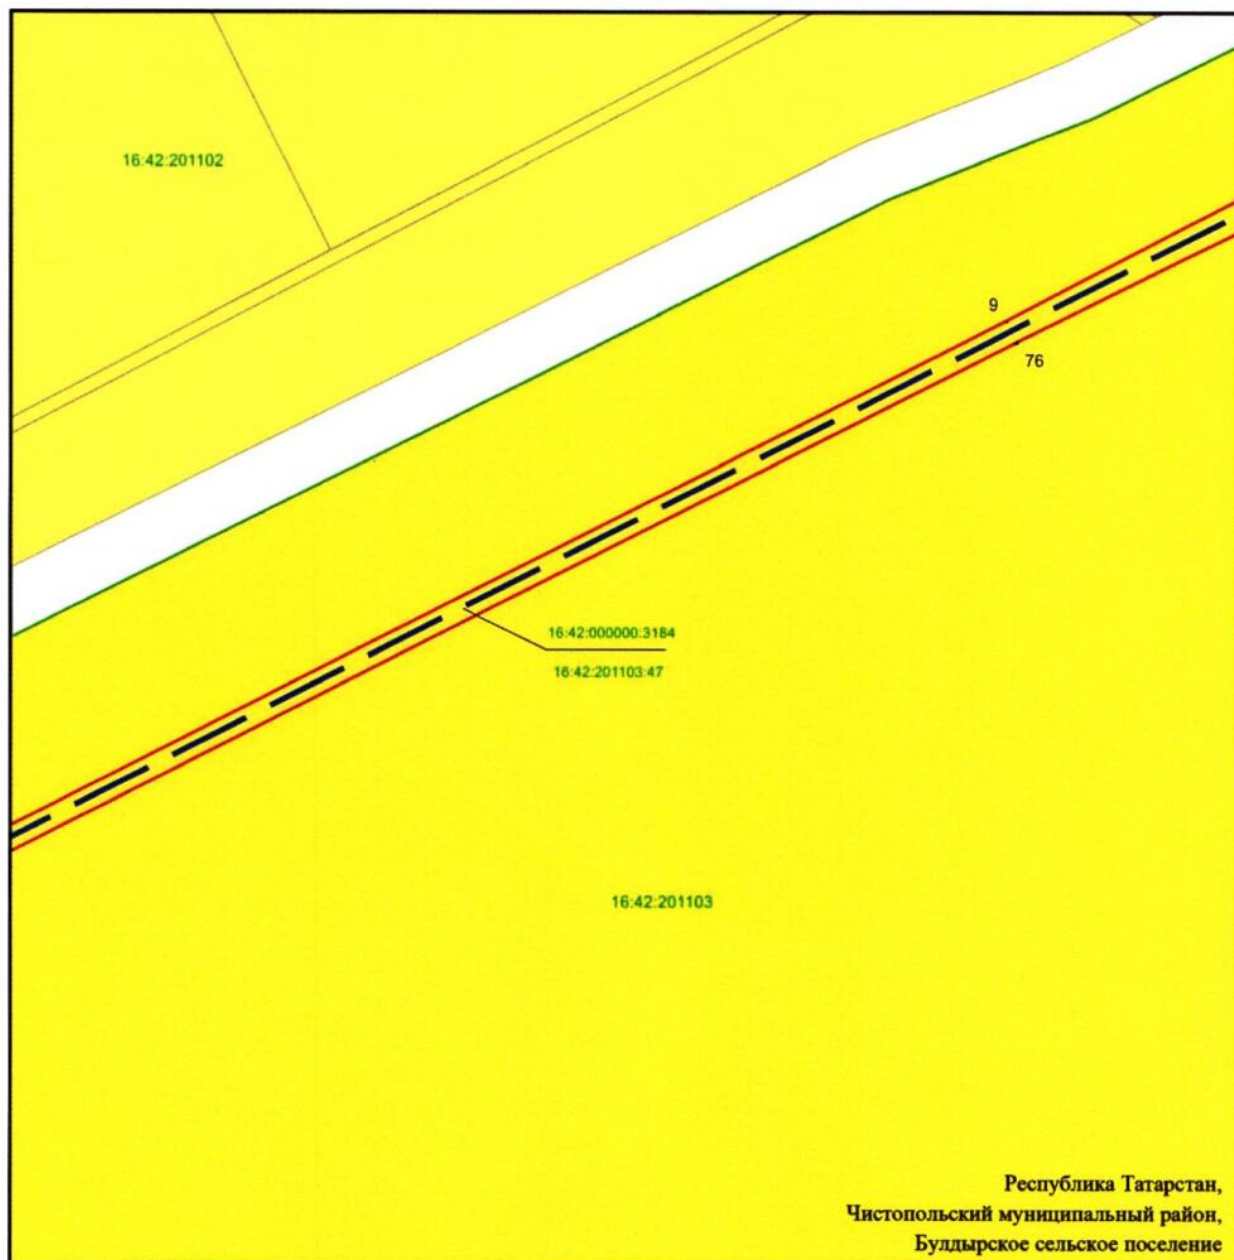 16:42:201102
9
76
16:42:000000:3184
16:42:201103:47
16:42:201103
Республика Татарстан,
Чистопольский муниципальный район,
Булдырское сельское поселение